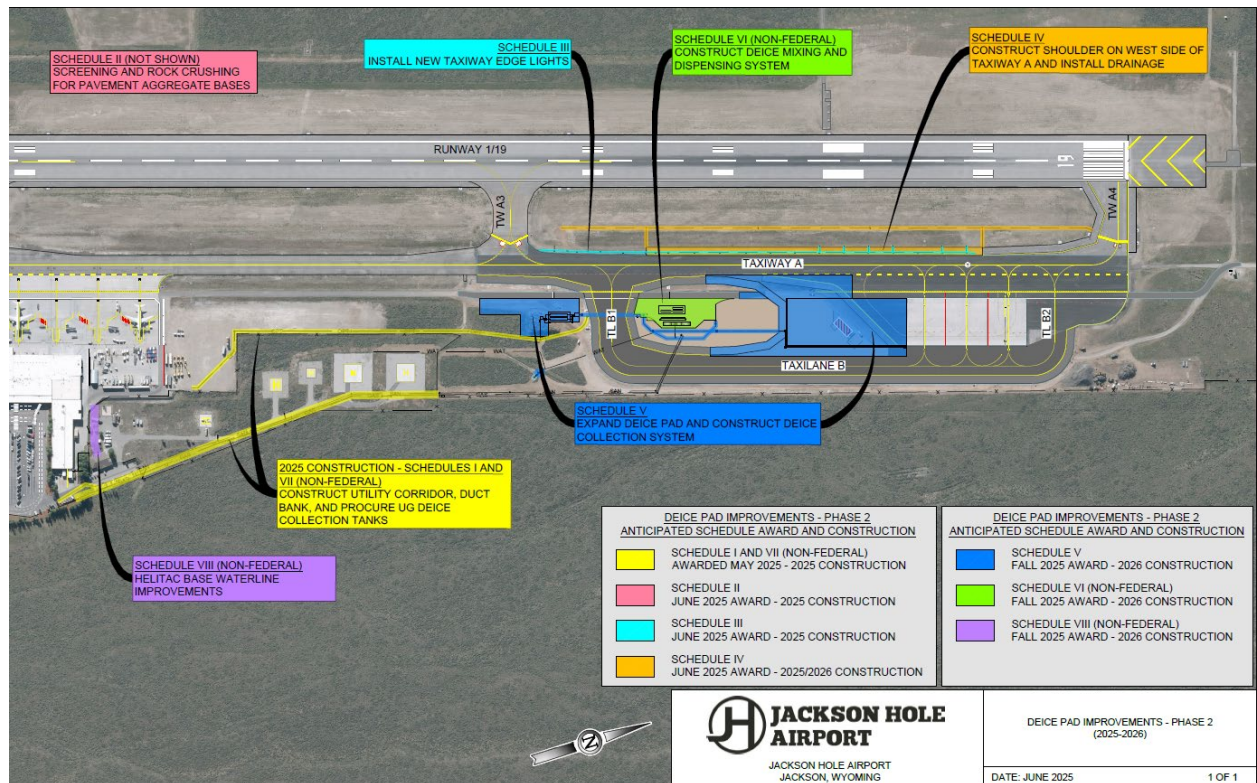 SCHEDULE II (NOT SHOWN)
SCREENING AND ROCK CRUSHING
FOR PAVEMENT AGGREGATE BASES
SCHEDULE III
INSTALL NEW TAXIWAY EDGE LIGHTS
SCHEDULE VI (NON-FEDERAL)
CONSTRUCT DEICE MIXING AND
DISPENSING SYSTEM
SCHEDULE IV
CONSTRUCT SHOULDER ON WEST SIDE OF
TAXIWAY A AND INSTALL DRAINAGE
RUNWAY 1/19
19
TW A3
TW A4
TAXIWAY A
TL B1
TL B2
TAXILANE B
SCHEDULE V
EXPAND DEICE PAD AND CONSTRUCT DEICE
COLLECTION SYSTEM
2025 CONSTRUCTION - SCHEDULES I AND
VII (NON-FEDERAL)
CONSTRUCT UTILITY CORRIDOR, DUCT
BANK, AND PROCURE UG DEICE
COLLECTION TANKS
SCHEDULE VIII (NON-FEDERAL)
HELITAC BASE WATERLINE
IMPROVEMENTS
DEICE PAD IMPROVEMENTS - PHASE 2
ANTICIPATED SCHEDULE AWARD AND CONSTRUCTION
SCHEDULE I AND VII (NON-FEDERAL)
AWARDED MAY 2025 - 2025 CONSTRUCTION
SCHEDULE II
JUNE 2025 AWARD - 2025 CONSTRUCTION
SCHEDULE III
JUNE 2025 AWARD - 2025 CONSTRUCTION
SCHEDULE IV
JUNE 2025 AWARD - 2025/2026 CONSTRUCTION
DEICE PAD IMPROVEMENTS - PHASE 2
ANTICIPATED SCHEDULE AWARD AND CONSTRUCTION
SCHEDULE V
FALL 2025 AWARD - 2026 CONSTRUCTION
SCHEDULE VI (NON-FEDERAL)
FALL 2025 AWARD - 2026 CONSTRUCTION
SCHEDULE VIII (NON-FEDERAL)
FALL 2025 AWARD - 2026 CONSTRUCTION
N
JACKSON HOLE
AIRPORT
JACKSON HOLE AIRPORT
JACKSON, WYOMING
DEICE PAD IMPROVEMENTS - PHASE 2
(2025-2026)
DATE: JUNE 2025
1 OF 1